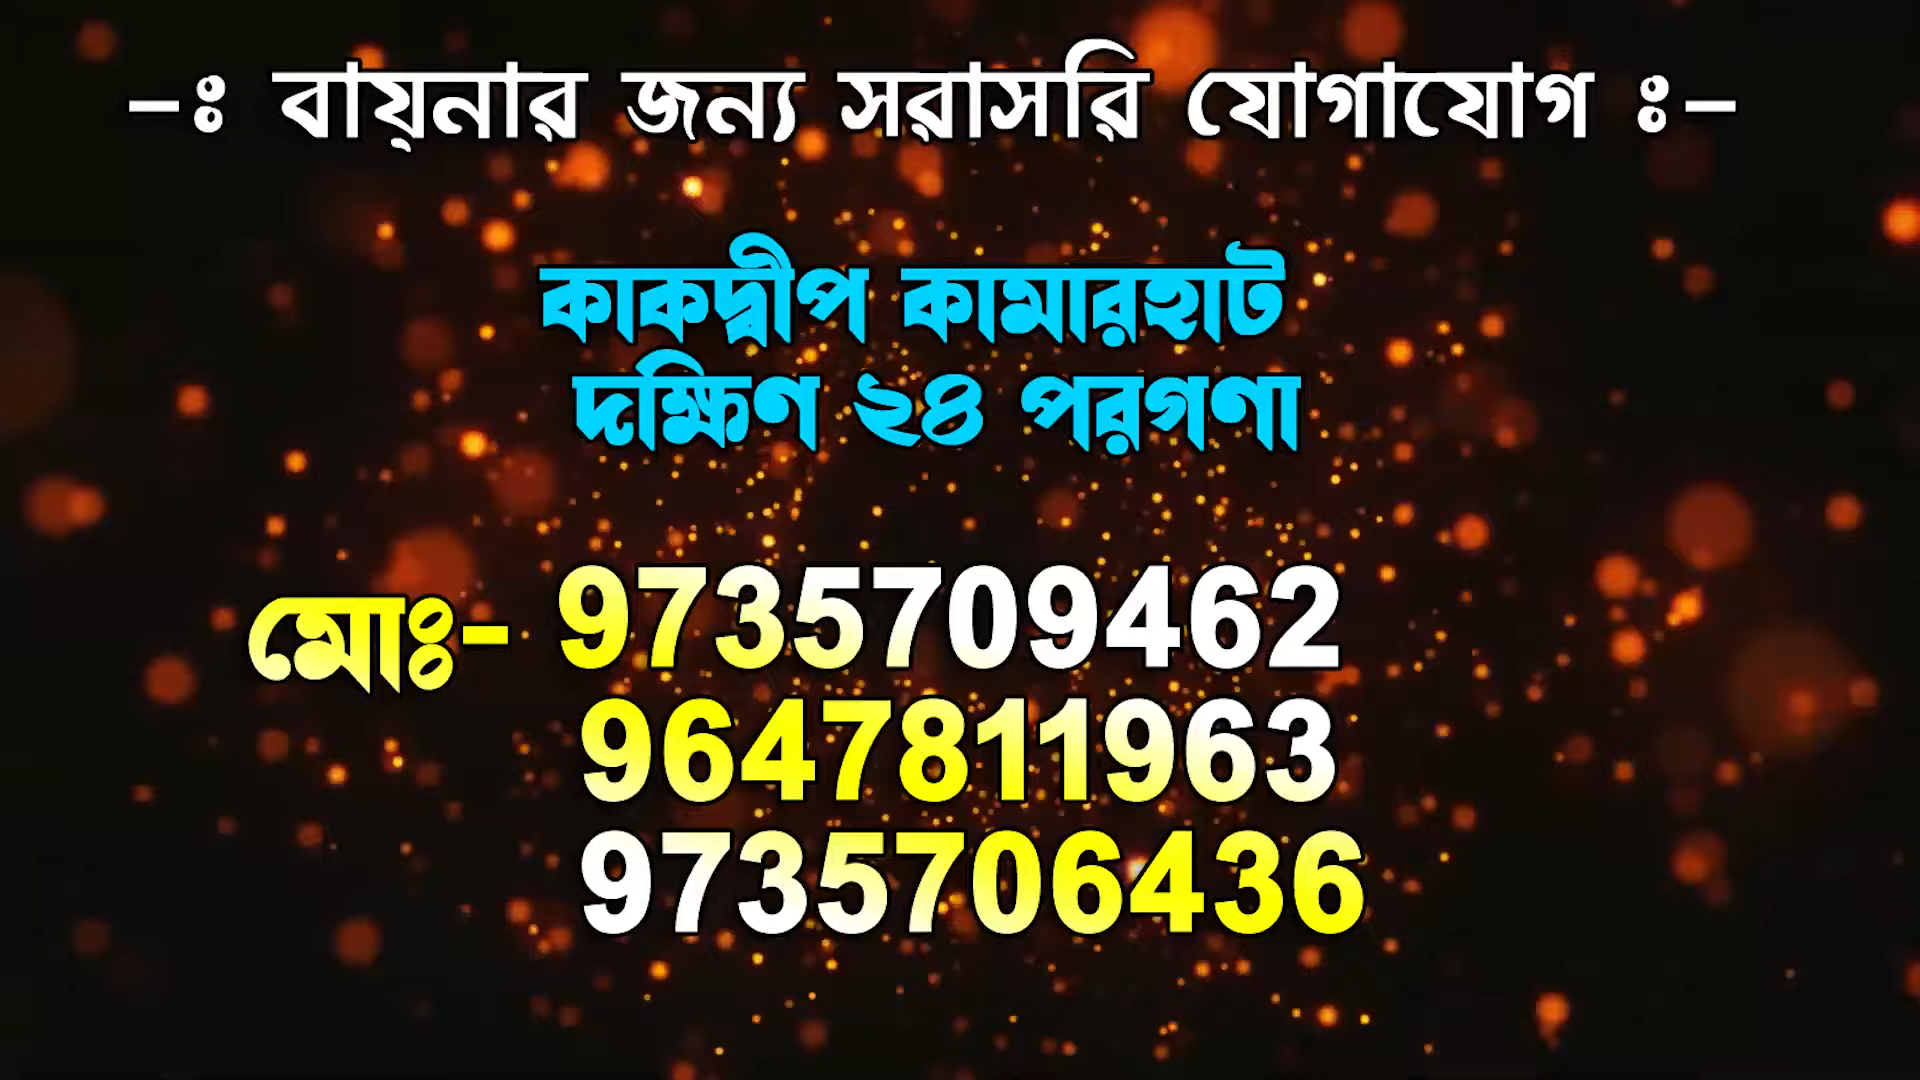 -ঃ বায়নার জন্য সরাসরি যোগাযোগ ঃ-
কাকদ্বীপ কামারহাট
দক্ষিণ ২৪ পরগণা
মোঃ- 9735709462
9647811963
9735706436